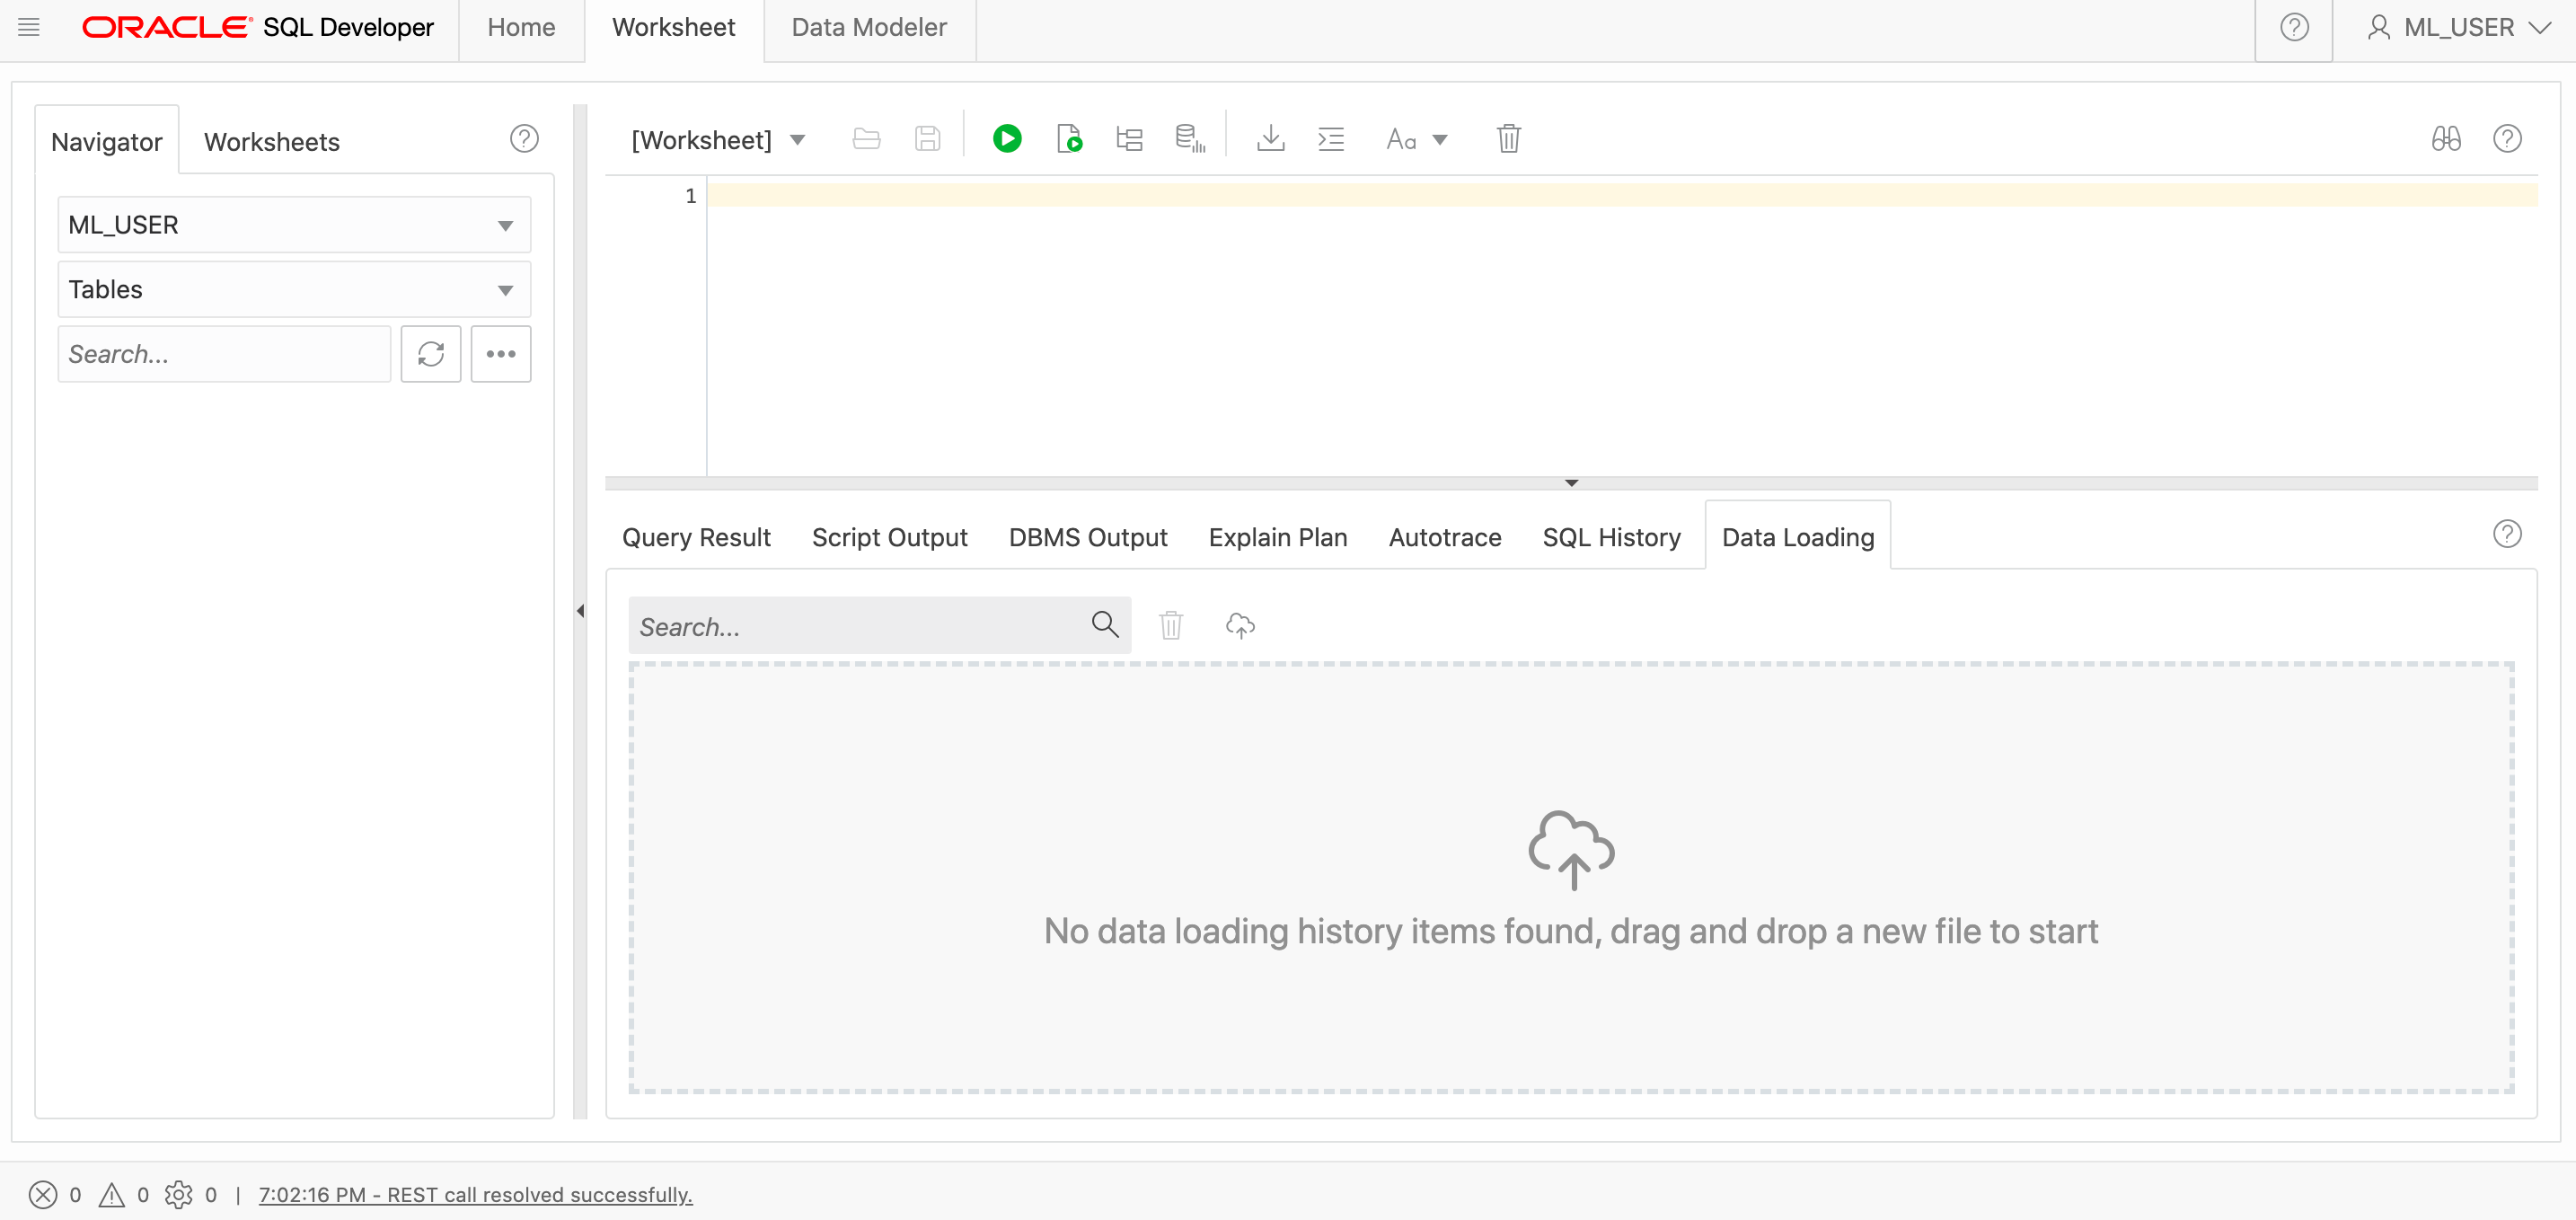 ORACLE SQL Developer Home Worksheet Data Modeler ML_USER
Navigator Worksheets
ML_USER
Tables
Search...
[Worksheet] Aa
1
Query Result Script Output DBMS Output Explain Plan Autotrace SQL History Data Loading
Search...
No data loading history items found, drag and drop a new file to start
0 0 0 | 7:02:16 PM - REST call resolved successfully.